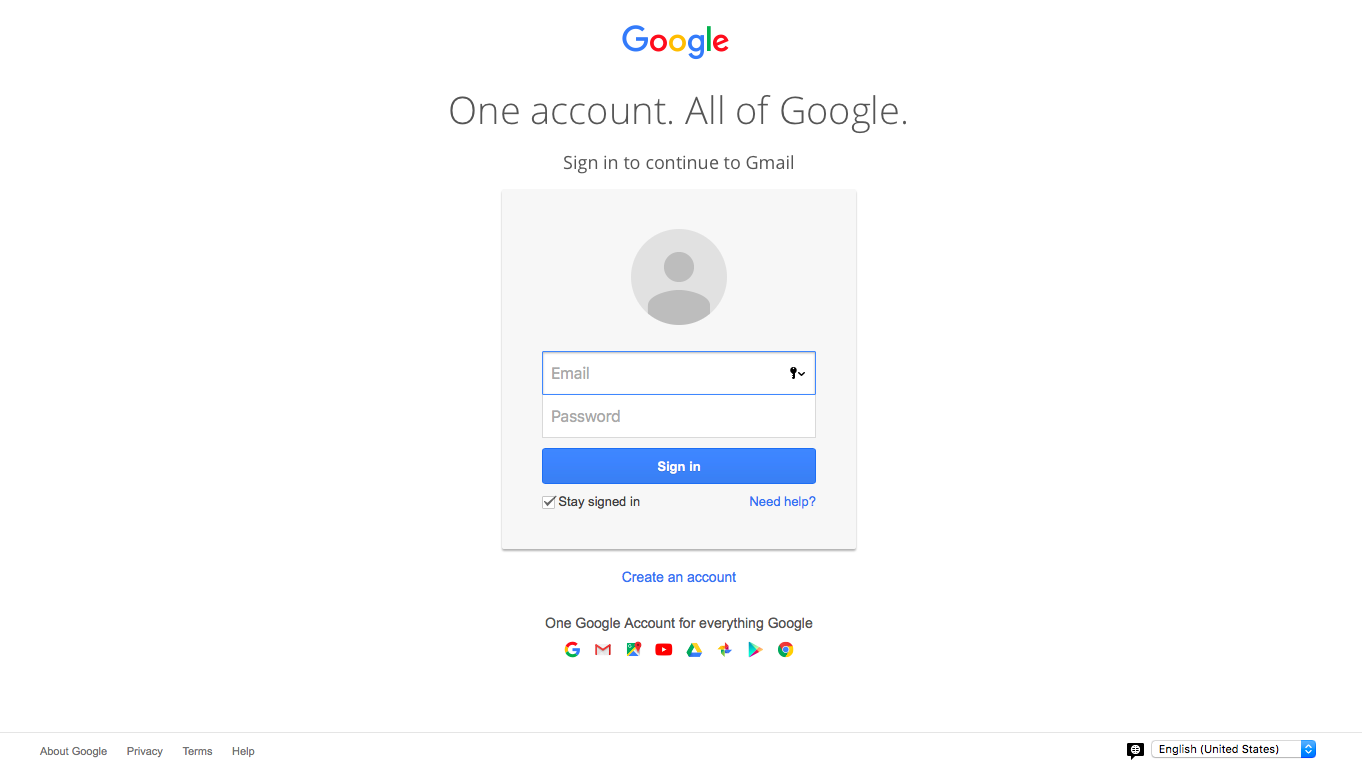 Google
One account. All of Google.
Sign in to continue to Gmail
Email
Password
Sign in
Stay signed in
Need help?
Create an account
One Google Account for everything Google
About Google Privacy Terms Help
English (United States)